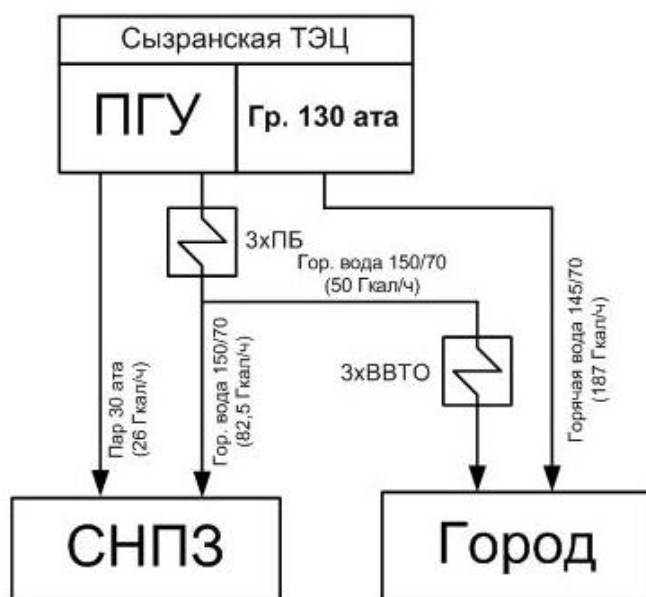 Сызранская ТЭЦ
ПГУ
Гр. 130 ата
3хПБ
Гор. вода 150/70
(50 Гкал/ч)
Пар 30 ата
(26 Гкал/ч)
Гор. вода 150/70
(82,5 Гкал/ч)
3хВВТО
Горячая вода 145/70
(187 Гкал/ч)
СНПЗ
Город